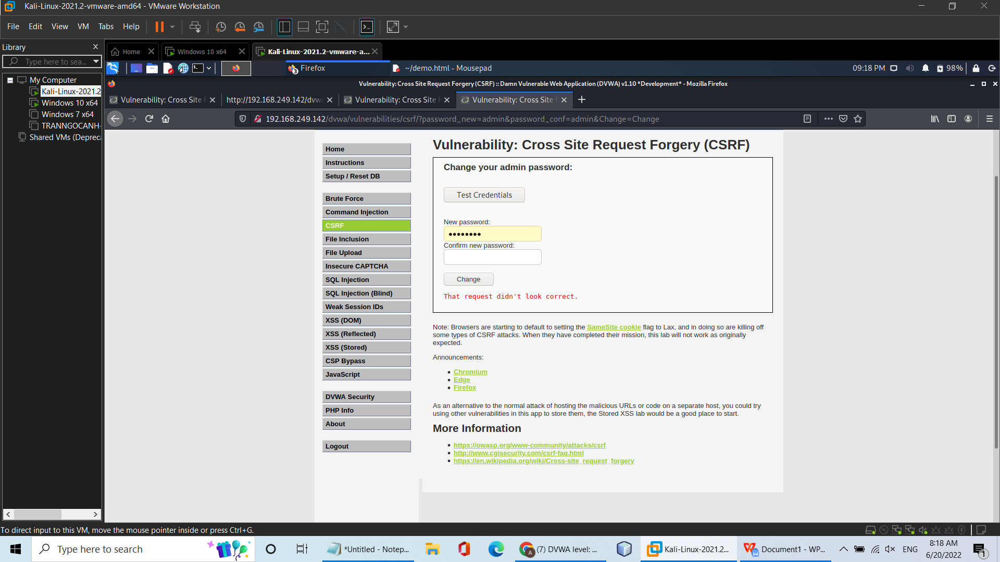 Kali-Linux-2021.2-vmware-amd64 - VMware Workstation
File Edit View VM Tabs Help
Library
Type here to sea...
My Computer
Kali-Linux-2021.2
Windows 10 x64
Windows 7 x64
TRANNGOCANH-
Shared VMs (Depreca
Home
Windows 10 x64
Kali-Linux-2021.2-vmware-a...
Firefox
3
~/demo.html - Mousepad
09:18 PM
98%
Vulnerability: Cross Site Request Forgery (CSRF) :: Damn Vulnerable Web Application (DVWA) v1.10 *Development* - Mozilla Firefox
Vulnerability: Cross Site F
http://192.168.249.142/dvwa
Vulnerability: Cross Site F
Vulnerability: Cross Site F
192.168.249.142/dvwa/vulnerabilities/csrf/?password_new=admin&password_conf=admin&Change=Change
Home
Instructions
Setup / Reset DB
Brute Force
Command Injection
CSRF
File Inclusion
File Upload
Insecure CAPTCHA
SQL Injection
SQL Injection (Blind)
Weak Session IDs
XSS (DOM)
XSS (Reflected)
XSS (Stored)
CSP Bypass
JavaScript
DVWA Security
PHP Info
About
Logout
Vulnerability: Cross Site Request Forgery (CSRF)
Change your admin password:
Test Credentials
New password:
••••••••
Confirm new password:
Change
That request didn't look correct.
Note: Browsers are starting to default to setting the SameSite cookie flag to Lax, and in doing so are killing off
some types of CSRF attacks. When they have completed their mission, this lab will not work as originally
expected.
Announcements:
• Chromium
• Edge
• Firefox
As an alternative to the normal attack of hosting the malicious URLs or code on a separate host, you could try
using other vulnerabilities in this app to store them, the Stored XSS lab would be a good place to start.
More Information
• https://owasp.org/www-community/attacks/csrf
• http://www.cgisecurity.com/csrf-faq.html
• https://en.wikipedia.org/wiki/Cross-site_request_forgery
To direct input to this VM, move the mouse pointer inside or press Ctrl+G.
Type here to search
*Untitled - Notep...
(7) DVWA level: ...
Kali-Linux-2021.2...
Document1 - WP...
ENG
8:18 AM
6/20/2022
1